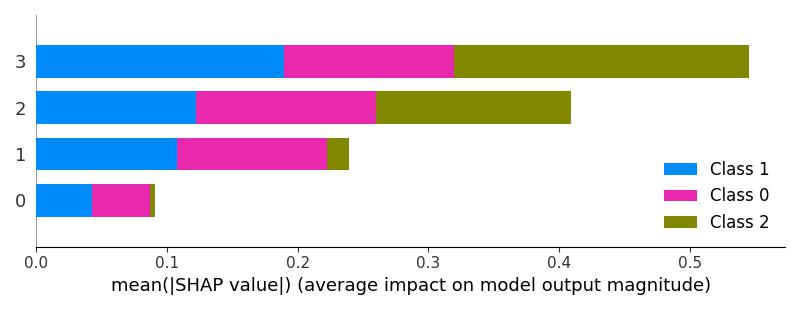 3
2
1
0
Class 1
Class 0
Class 2
0.0 0.1 0.2 0.3 0.4 0.5
mean(|SHAP value|) (average impact on model output magnitude)